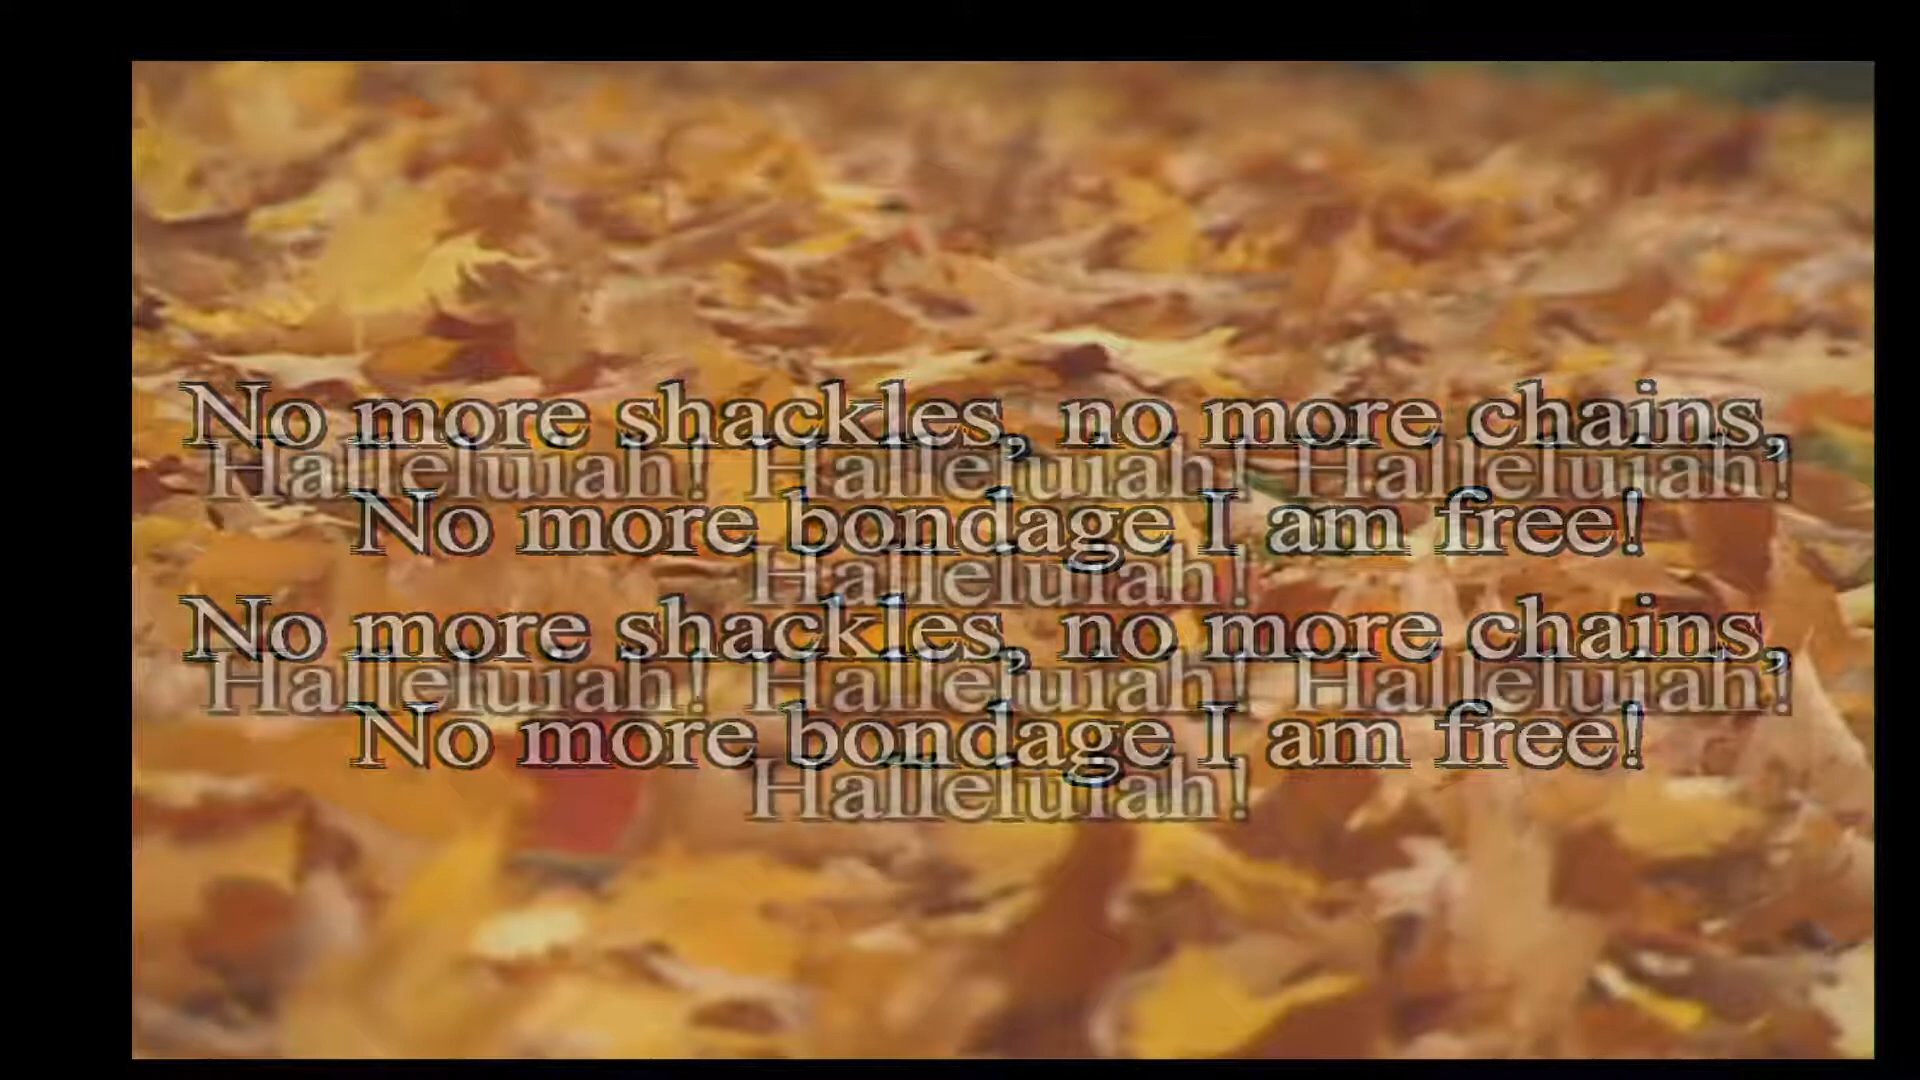 No more shackles, no more chains,
Hallelujah! Hallelujah! Hallelujah!
No more bondage I am free!
Hallelujah!
No more shackles, no more chains,
Hallelujah! Hallelujah! Hallelujah!
No more bondage I am free!
Hallelujah!